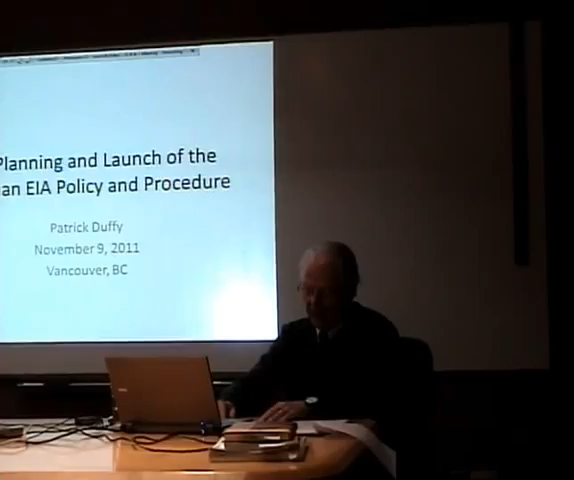 Planning and Launch of the
an EIA Policy and Procedure
Patrick Duffy
November 9, 2011
Vancouver, BC